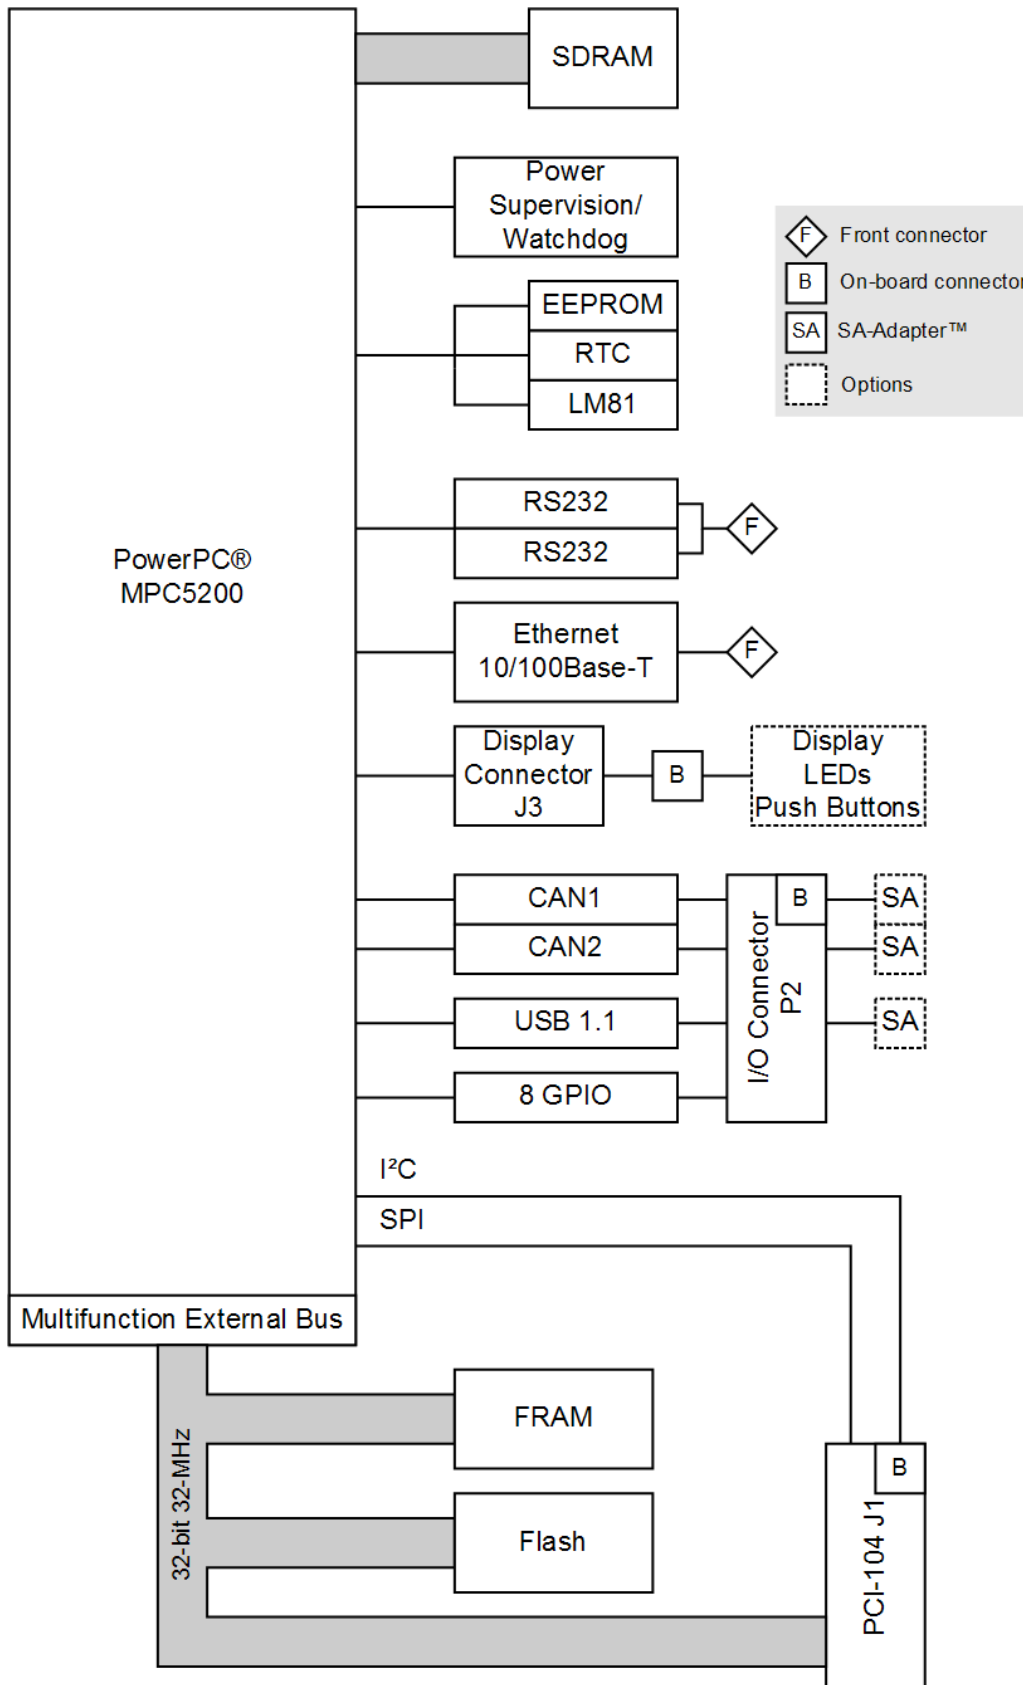 SDRAM
Power
Supervision/
Watchdog
F Front connector
B On-board connector
SA SA-Adapter™
Options
EEPROM
RTC
LM81
PowerPC®
MPC5200
RS232
RS232
F
Ethernet
10/100Base-T
F
Display
Connector
J3
B
Display
LEDs
Push Buttons
CAN1
CAN2
USB 1.1
8 GPIO
I/O Connector
P2
B
SA
SA
SA
I²C
SPI
Multifunction External Bus
32-bit 32-MHz
FRAM
Flash
B
PCI-104 J1